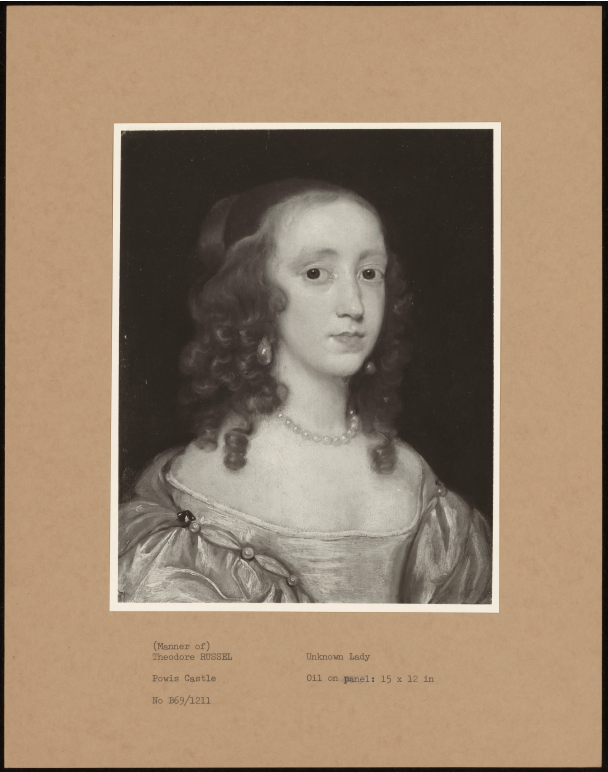 (Manner of)
Theodore RUSSEL
Unknown Lady
Powis Castle
Oil on panel: 15 x 12 in
No B69/1211